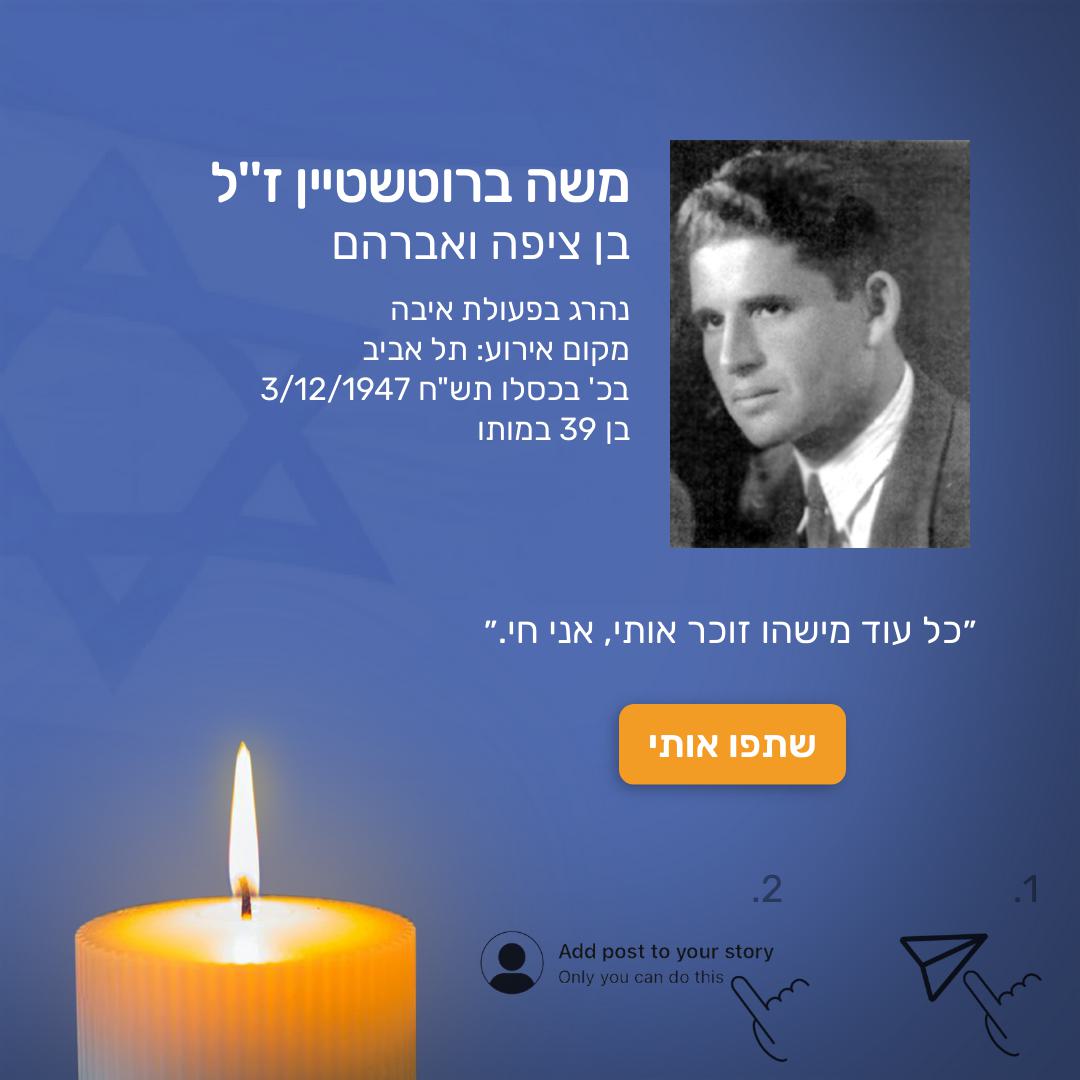 משה ברוטשטיין ז"ל
בן ציפה ואברהם
נהרג בפעולת איבה
מקום אירוע: תל אביב
בכ' בכסלו תש"ח 3/12/1947
בן 39 במותו
״כל עוד מישהו זוכר אותי, אני חי.״
שתפו אותי
1.
2.
Add post to your story
Only you can do this